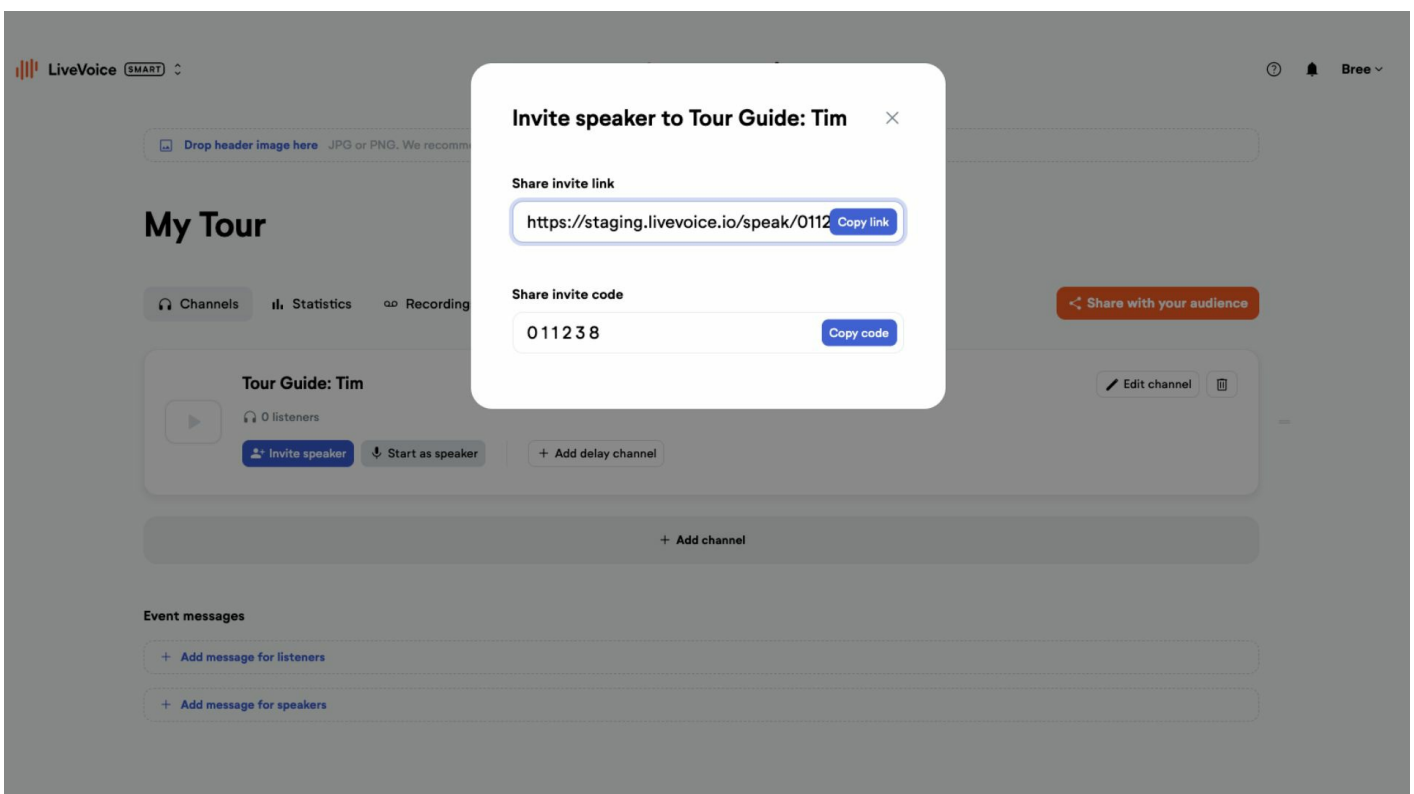 LiveVoice SMART
Bree
Invite speaker to Tour Guide: Tim
Share invite link
https://staging.livevoice.io/speak/0112
Copy link
Share invite code
011238
Copy code
Drop header image here JPG or PNG. We recomm
My Tour
Channels Statistics Recording
Share with your audience
Tour Guide: Tim
0 listeners
Invite speaker Start as speaker + Add delay channel
Edit channel
+ Add channel
Event messages
+ Add message for listeners
+ Add message for speakers